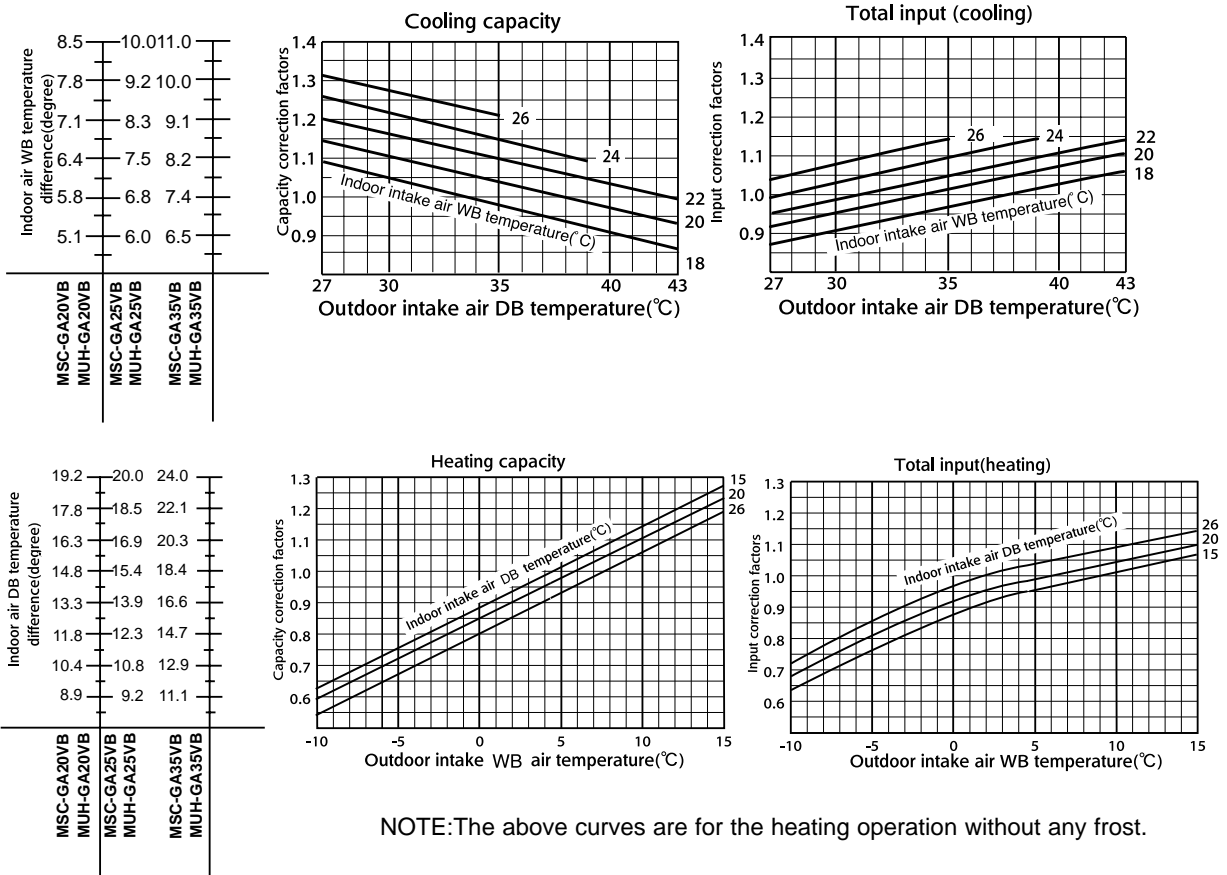 Cooling capacity
Total input (cooling)
Indoor air WB temperature
difference(degree)
8.5 10.0 11.0
7.8 9.2 10.0
7.1 8.3 9.1
6.4 7.5 8.2
5.8 6.8 7.4
5.1 6.0 6.5
MSC-GA20VB
MUH-GA20VB
MSC-GA25VB
MUH-GA25VB
MSC-GA35VB
MUH-GA35VB
Capacity correction factors
1.4
1.3
1.2
1.1
1.0
0.9
26
24
22
20
18
Indoor intake air WB temperature(°C)
27 30 35 40 43
Outdoor intake air DB temperature(℃)
Input correction factors
1.4
1.3
1.2
1.1
1.0
0.9
26
24
22
20
18
Indoor intake air WB temperature(°C)
27 30 35 40 43
Outdoor intake air DB temperature(℃)
Heating capacity
Total input(heating)
Indoor air DB temperature
difference(degree)
19.2 20.0 24.0
17.8 18.5 22.1
16.3 16.9 20.3
14.8 15.4 18.4
13.3 13.9 16.6
11.8 12.3 14.7
10.4 10.8 12.9
8.9 9.2 11.1
MSC-GA20VB
MUH-GA20VB
MSC-GA25VB
MUH-GA25VB
MSC-GA35VB
MUH-GA35VB
Capacity correction factors
1.3
1.2
1.1
1.0
0.9
0.8
0.7
0.6
15
20
26
Indoor intake air DB temperature(°C)
-10 -5 0 5 10 15
Outdoor intake WB air temperature(℃)
Input correction factors
1.3
1.2
1.1
1.0
0.9
0.8
0.7
0.6
26
20
15
Indoor intake air DB temperature(°C)
-10 -5 0 5 10 15
Outdoor intake air WB temperature(℃)
NOTE:The above curves are for the heating operation without any frost.